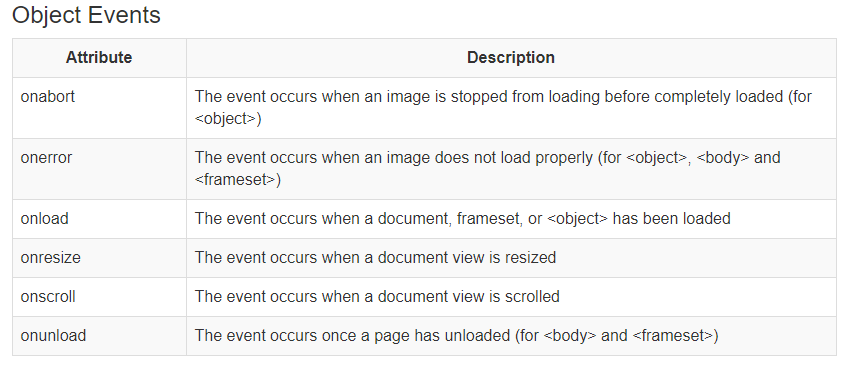 Object Events
Attribute Description
onabort The event occurs when an image is stopped from loading before completely loaded (for
<object>)
onerror The event occurs when an image does not load properly (for <object>, <body> and
<frameset>)
onload The event occurs when a document, frameset, or <object> has been loaded
onresize The event occurs when a document view is resized
onscroll The event occurs when a document view is scrolled
onunload The event occurs once a page has unloaded (for <body> and <frameset>)